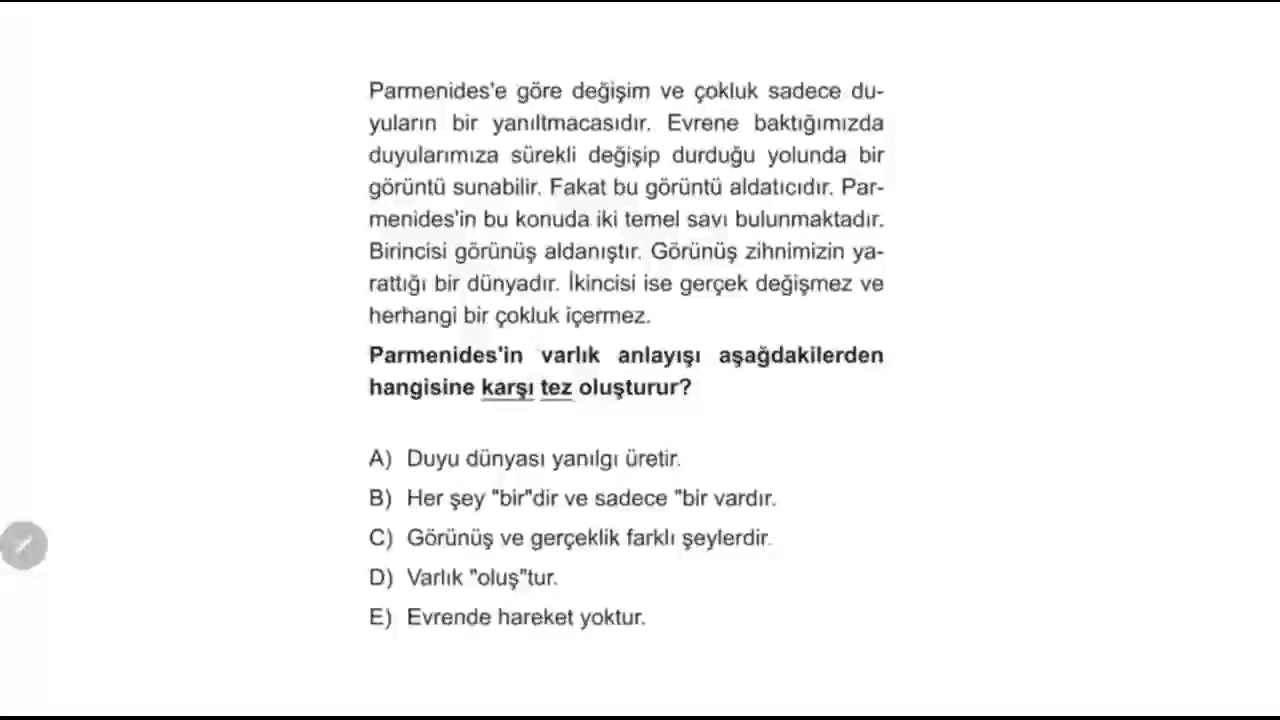 Parmenides'e göre değişim ve çokluk sadece du-
yuların bir yanıltmacasıdır. Evrene baktığımızda
duyularımıza sürekli değişip durduğu yolunda bir
görüntü sunabilir. Fakat bu görüntü aldatıcıdır. Par-
menides'in bu konuda iki temel savı bulunmaktadır.
Birincisi görünüş aldanıştır. Görünüş zihnimizin ya-
rattığı bir dünyadır. İkincisi ise gerçek değişmez ve
herhangi bir çokluk içermez.
Parmenides'in varlık anlayışı aşağdakilerden
hangisine karşı tez oluşturur?
A) Duyu dünyası yanılgı üretir.
B) Her şey "bir"dir ve sadece "bir vardır.
C) Görünüş ve gerçeklik farklı şeylerdir.
D) Varlık "oluş"tur.
E) Evrende hareket yoktur.